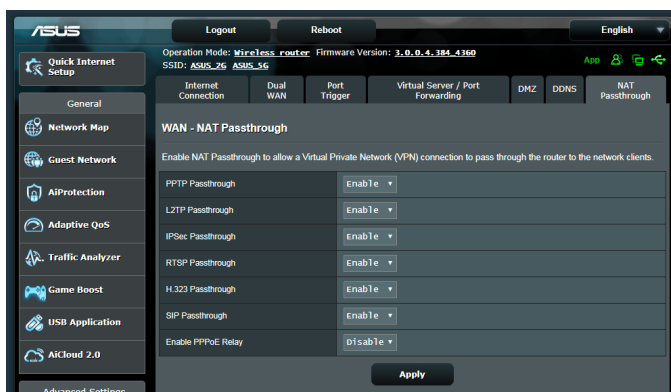 ASUS
Logout
Reboot
English
Quick Internet
Setup
Operation Mode: Wireless router Firmware Version: 3.0.0.4.384_4360
SSID: ASUS_2G ASUS_5G
App
General
Internet
Connection
Dual
WAN
Port
Trigger
Virtual Server / Port
Forwarding
DMZ
DDNS
NAT
Passthrough
Network Map
Guest Network
AiProtection
Adaptive QoS
Traffic Analyzer
Game Boost
USB Application
AiCloud 2.0
Advanced Settings
WAN - NAT Passthrough
Enable NAT Passthrough to allow a Virtual Private Network (VPN) connection to pass through the router to the network clients.
PPTP Passthrough Enable
L2TP Passthrough Enable
IPSec Passthrough Enable
RTSP Passthrough Enable
H.323 Passthrough Enable
SIP Passthrough Enable
Enable PPPoE Relay Disable
Apply